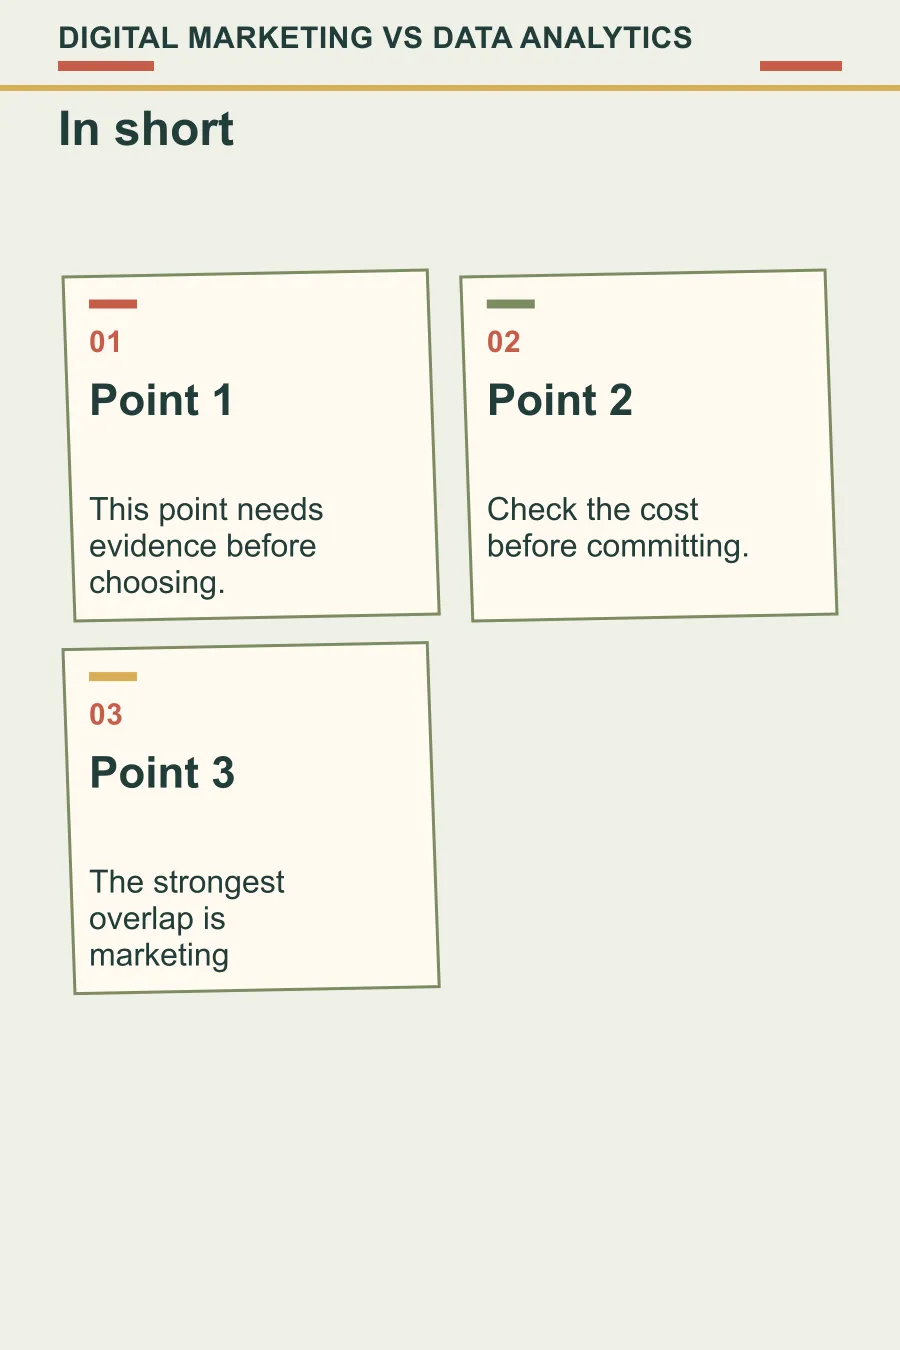 DIGITAL MARKETING VS DATA ANALYTICS
In short
01
Point 1
This point needs
evidence before
choosing.
02
Point 2
Check the cost
before committing.
03
Point 3
The strongest
overlap is
marketing